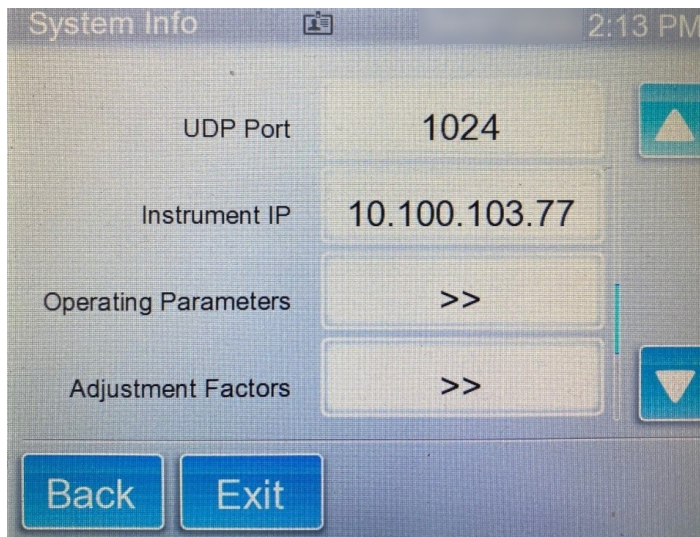 System Info 2:13 PM
UDP Port 1024
Instrument IP 10.100.103.77
Operating Parameters >>
Adjustment Factors >>
Back Exit